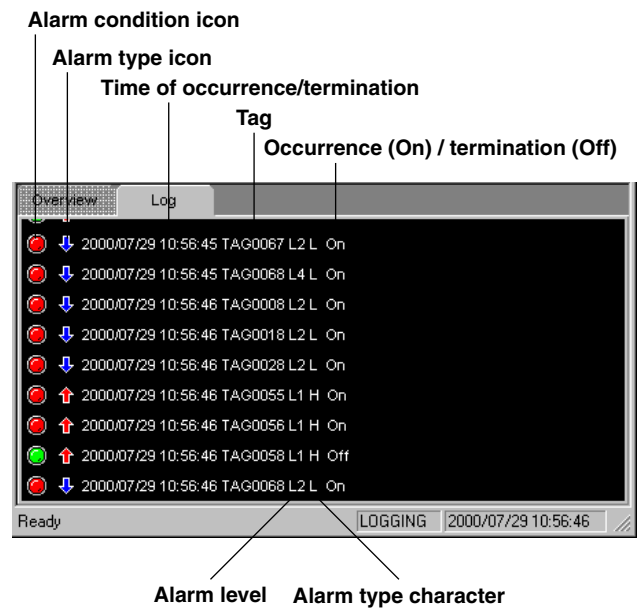 Alarm condition icon
Alarm type icon
Time of occurrence/termination
Tag
Occurrence (On) / termination (Off)
Overview Log
2000/07/29 10:56:45 TAG0067 L2 L On
2000/07/29 10:56:45 TAG0068 L4 L On
2000/07/29 10:56:46 TAG0008 L2 L On
2000/07/29 10:56:46 TAG0018 L2 L On
2000/07/29 10:56:46 TAG0028 L2 L On
2000/07/29 10:56:46 TAG0055 L1 H On
2000/07/29 10:56:46 TAG0056 L1 H On
2000/07/29 10:56:46 TAG0058 L1 H Off
2000/07/29 10:56:46 TAG0068 L2 L On
Ready LOGGING 2000/07/29 10:56:46
Alarm level Alarm type character